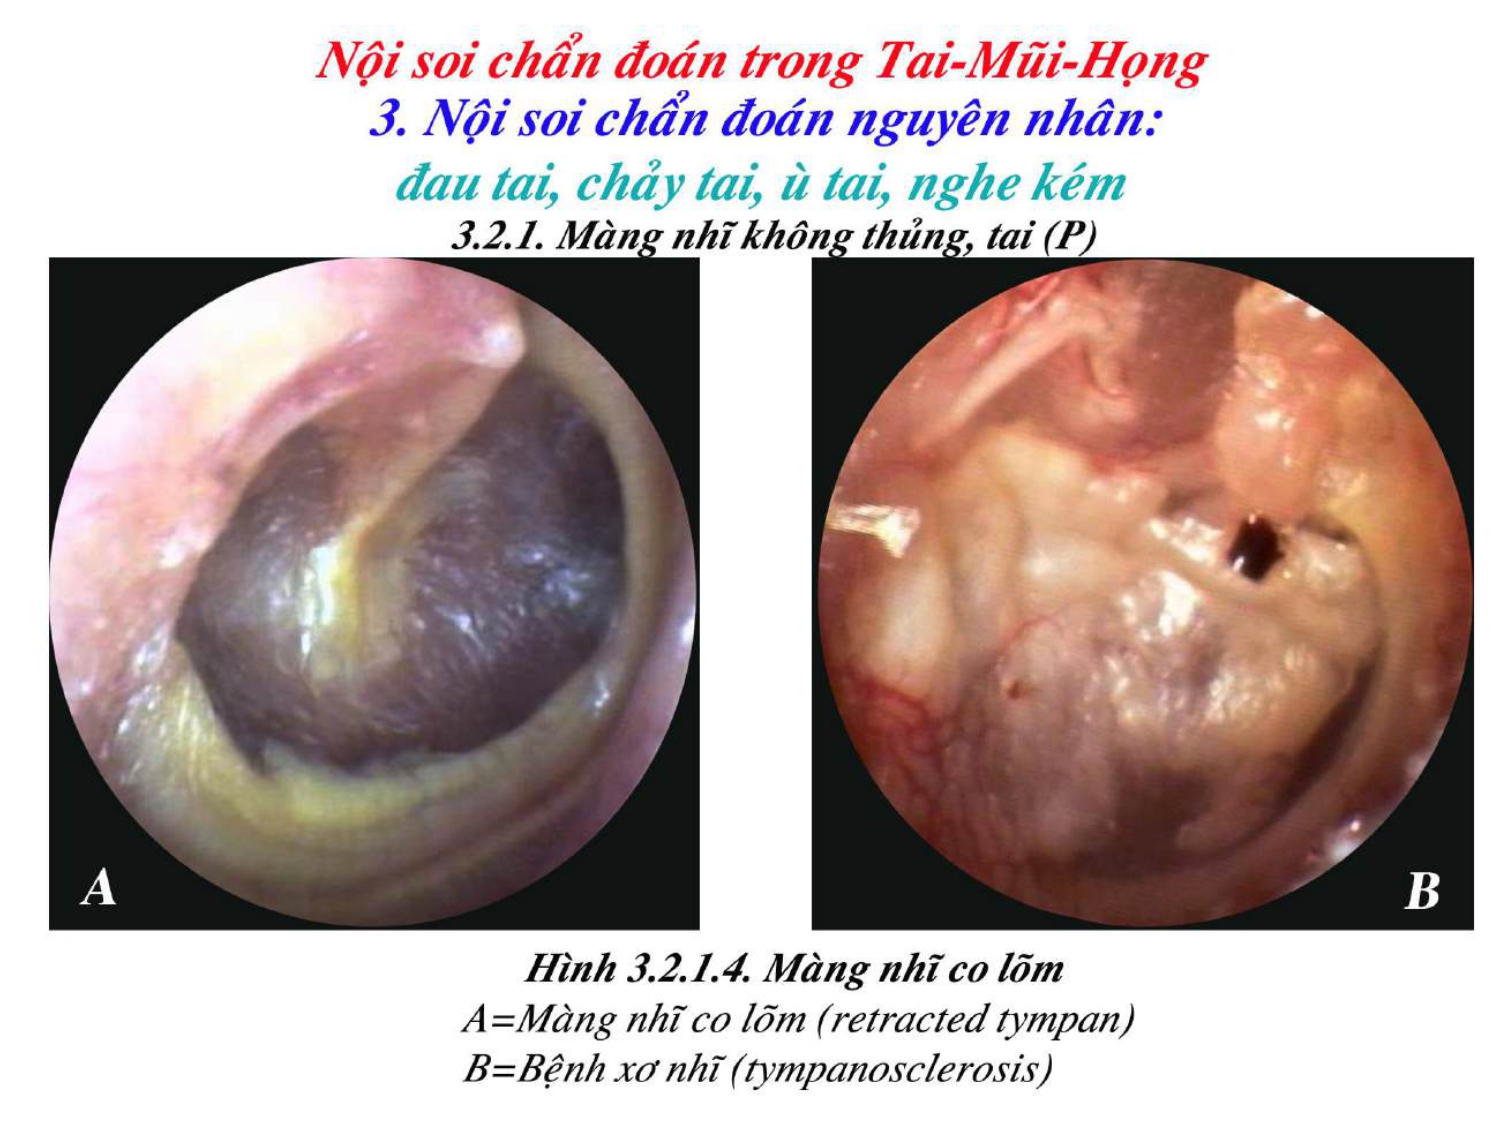 Nội soi chẩn đoán trong Tai-Mũi-Họng
3. Nội soi chẩn đoán nguyên nhân:
đau tai, chảy tai, ù tai, nghe kém
3.2.1. Màng nhĩ không thủng, tai (P)
A
B
Hình 3.2.1.4. Màng nhĩ co lõm
A=Màng nhĩ co lõm (retracted tympan)
B=Bệnh xơ nhĩ (tympanosclerosis)